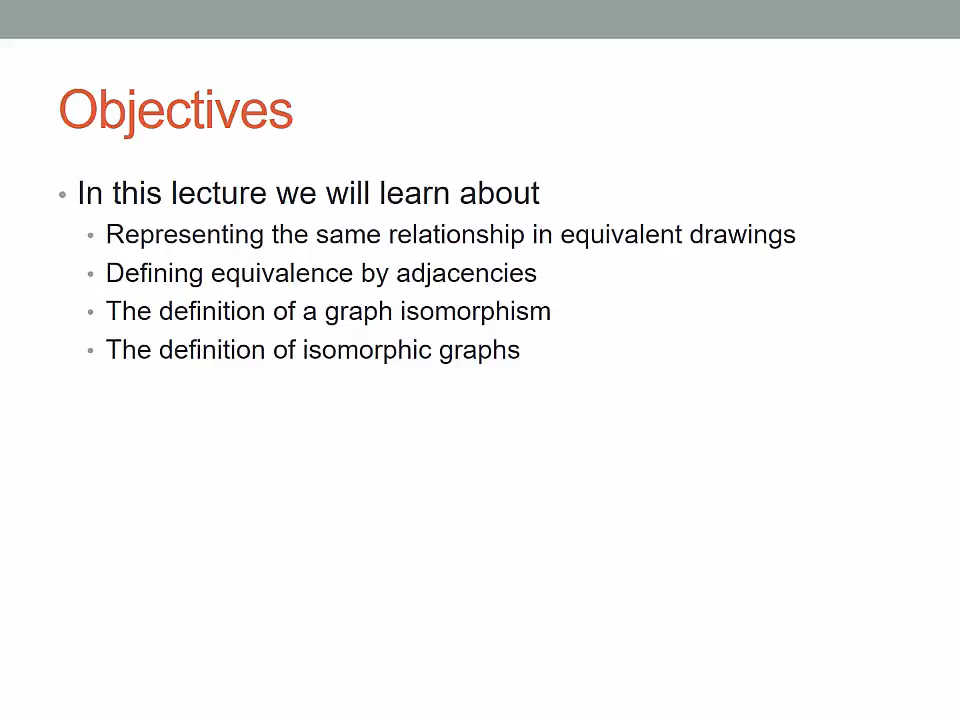 Objectives
• In this lecture we will learn about
• Representing the same relationship in equivalent drawings
• Defining equivalence by adjacencies
• The definition of a graph isomorphism
• The definition of isomorphic graphs